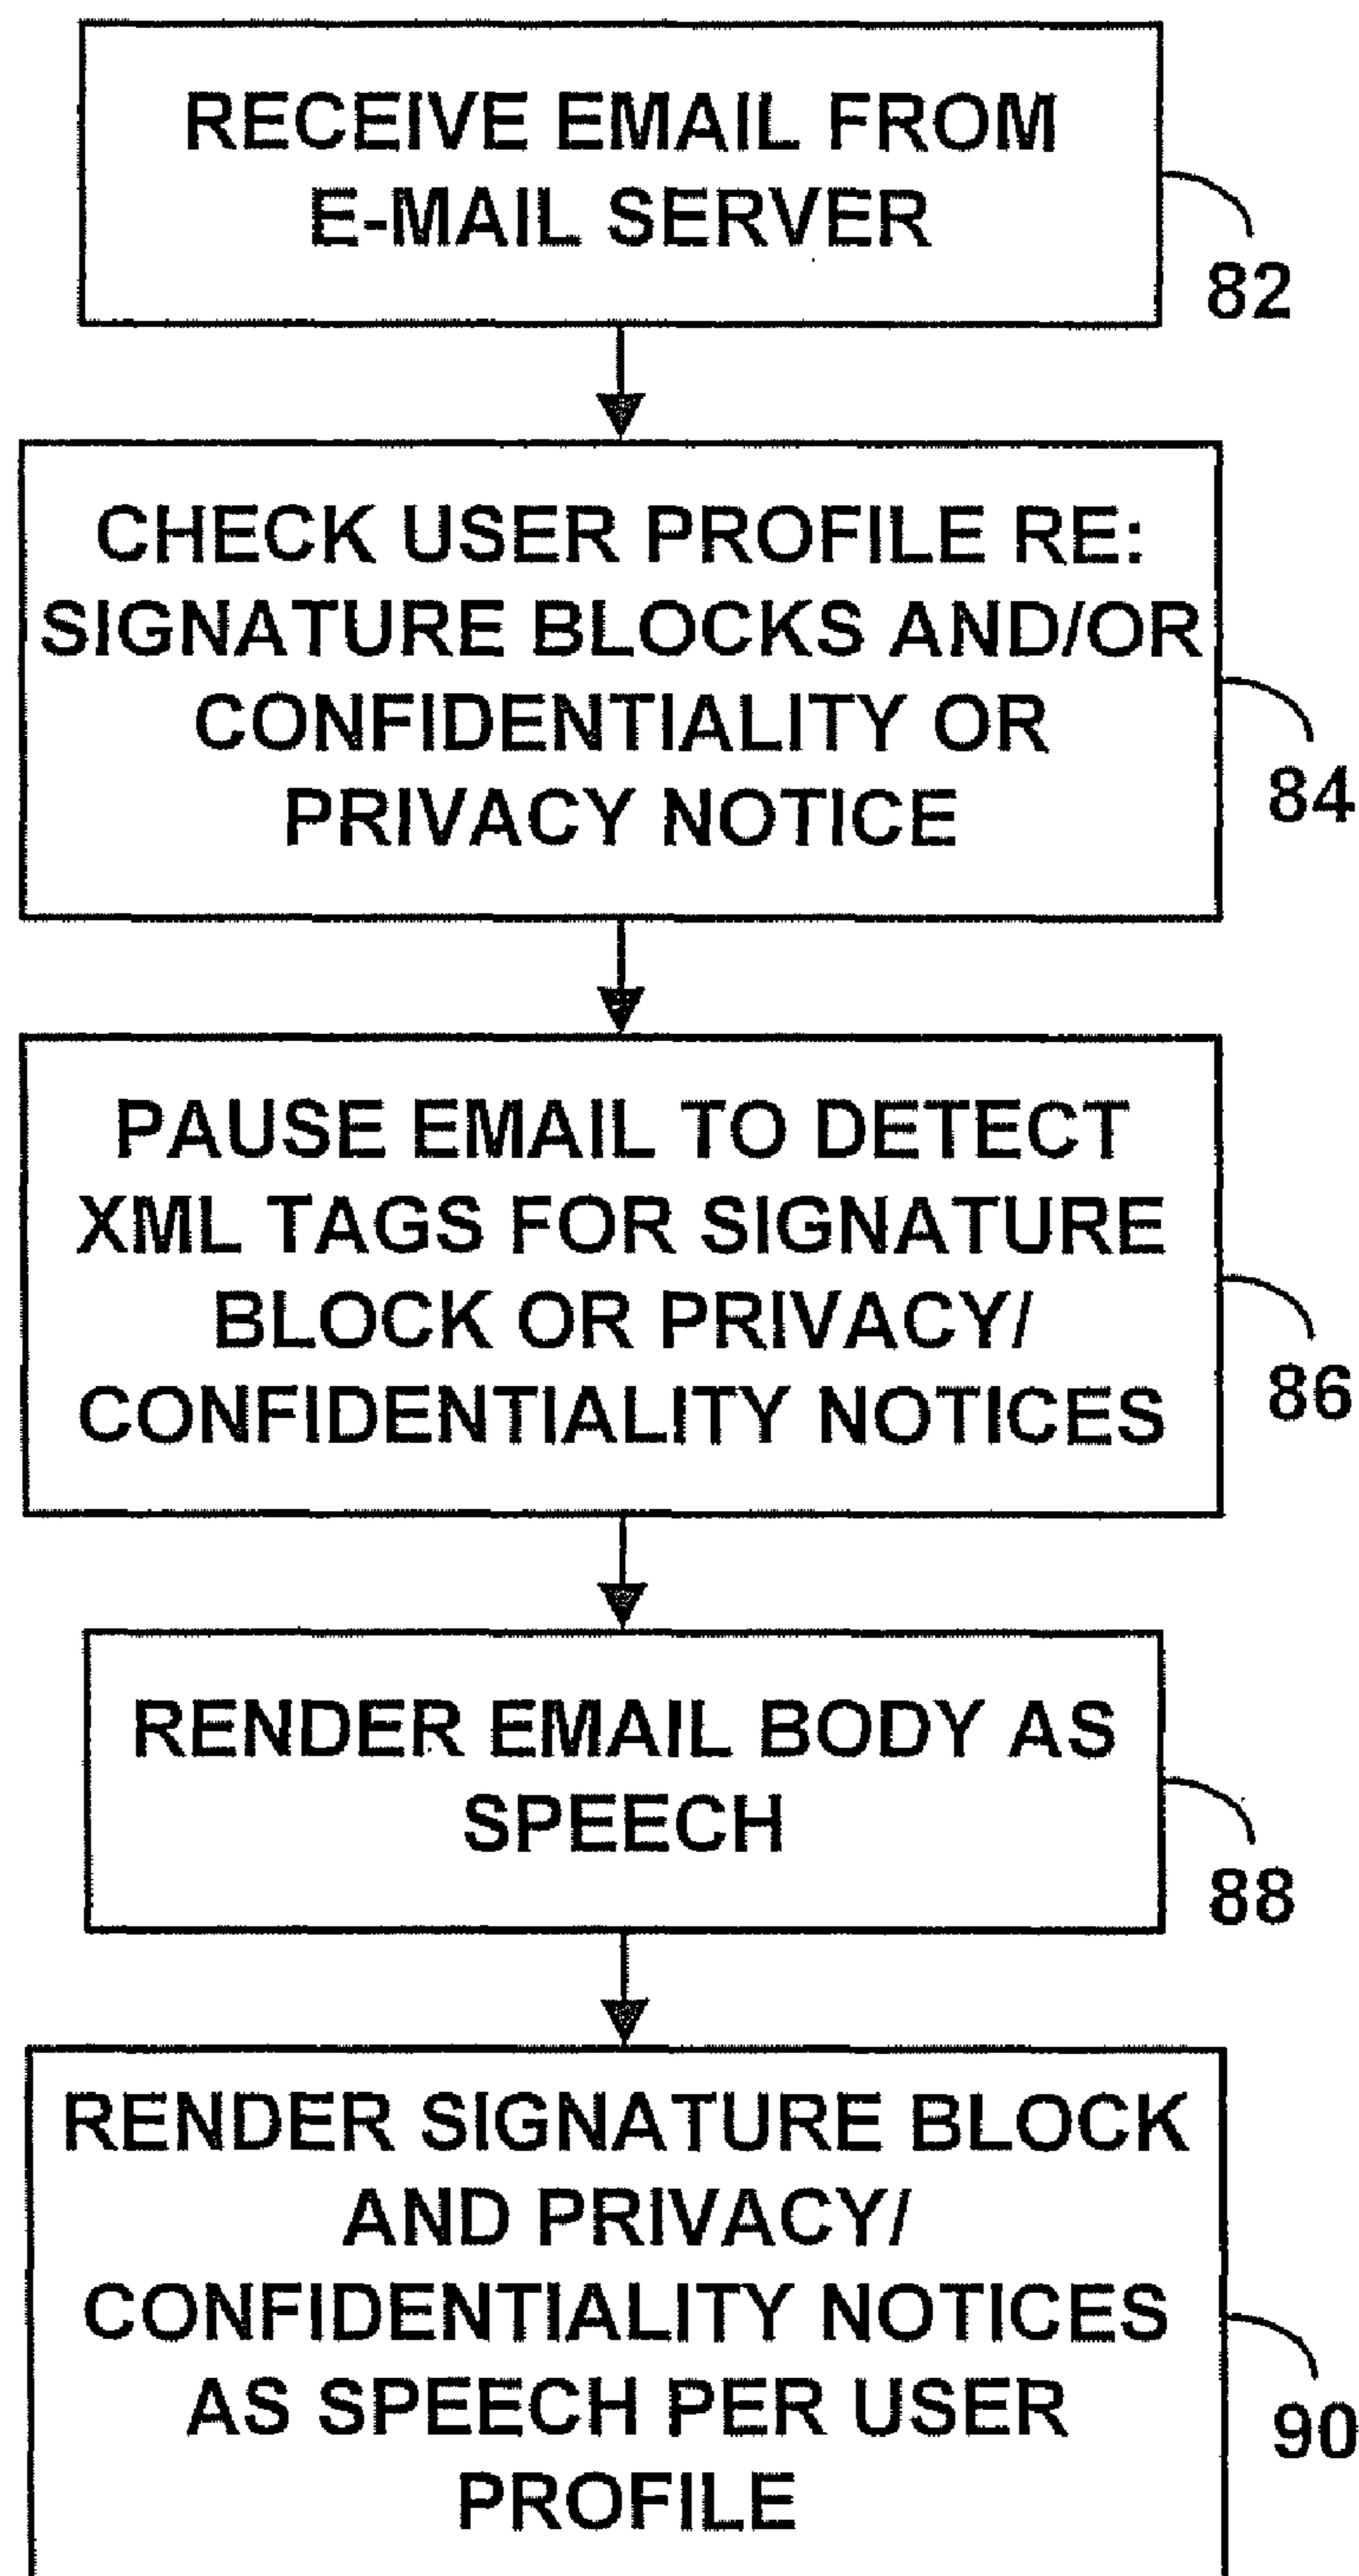 RECEIVE EMAIL FROM
E-MAIL SERVER
82
CHECK USER PROFILE RE:
SIGNATURE BLOCKS AND/OR
CONFIDENTIALITY OR
PRIVACY NOTICE
84
PAUSE EMAIL TO DETECT
XML TAGS FOR SIGNATURE
BLOCK OR PRIVACY/
CONFIDENTIALITY NOTICES
86
RENDER EMAIL BODY AS
SPEECH
88
RENDER SIGNATURE BLOCK
AND PRIVACY/
CONFIDENTIALITY NOTICES
AS SPEECH PER USER
PROFILE
90